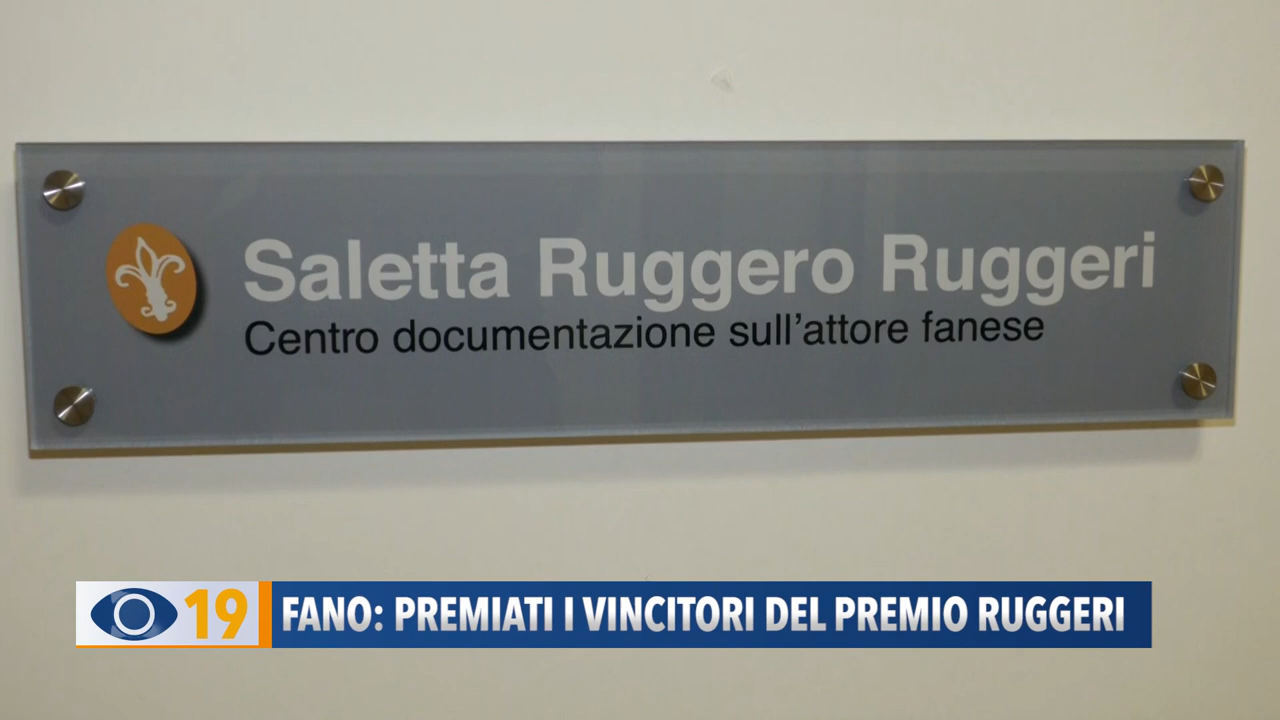 Saletta Ruggero Ruggeri
Centro documentazione sull'attore fanese
19 FANO: PREMIATI I VINCITORI DEL PREMIO RUGGERI